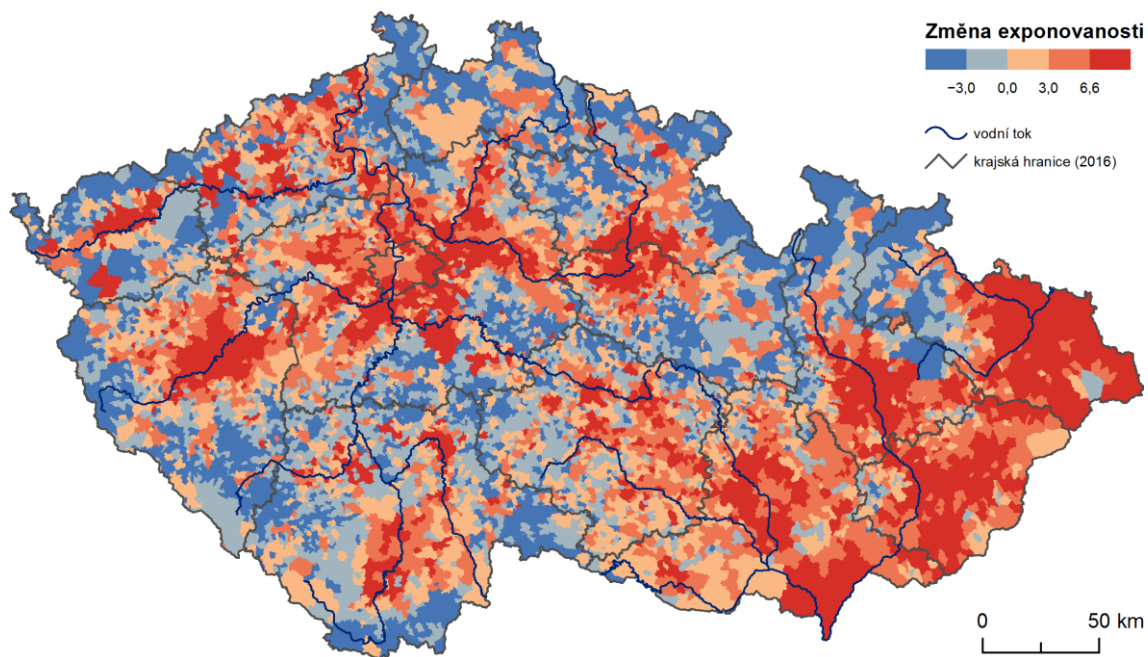 Změna exponovanosti
−3,0 0,0 3,0 6,6
vodní tok
krajská hranice (2016)
0 50 km